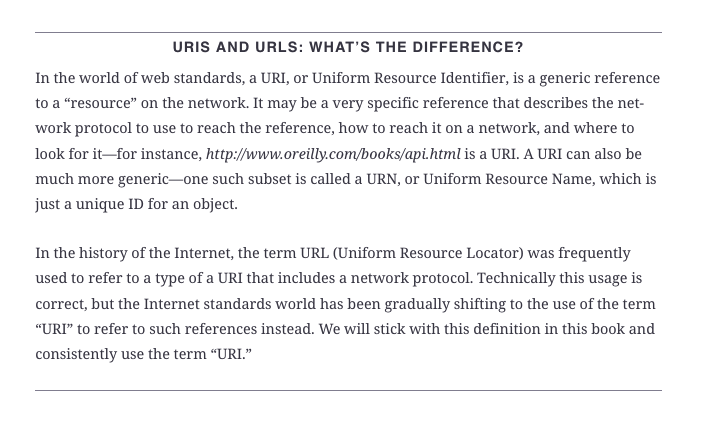 URIS AND URLS: WHAT’S THE DIFFERENCE?
In the world of web standards, a URI, or Uniform Resource Identifier, is a generic reference
to a “resource” on the network. It may be a very specific reference that describes the net-
work protocol to use to reach the reference, how to reach it on a network, and where to
look for it—for instance, http://www.oreilly.com/books/api.html is a URI. A URI can also be
much more generic—one such subset is called a URN, or Uniform Resource Name, which is
just a unique ID for an object.
In the history of the Internet, the term URL (Uniform Resource Locator) was frequently
used to refer to a type of a URI that includes a network protocol. Technically this usage is
correct, but the Internet standards world has been gradually shifting to the use of the term
“URI” to refer to such references instead. We will stick with this definition in this book and
consistently use the term “URI.”